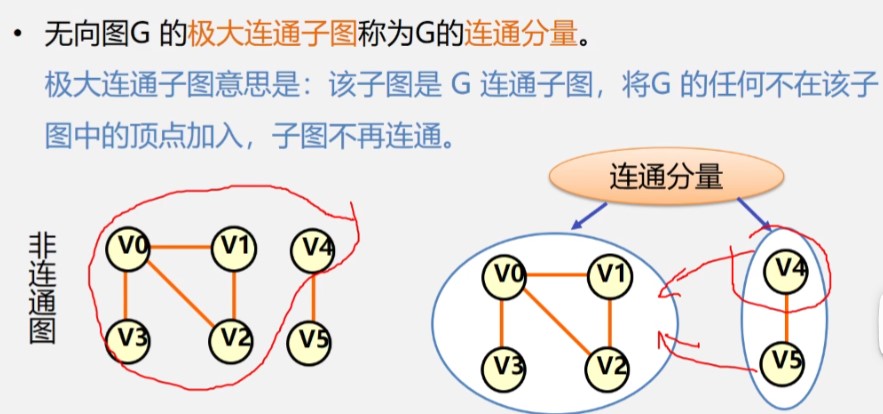 • 无向图G 的极大连通子图称为G的连通分量。
极大连通子图意思是：该子图是 G 连通子图，将G 的任何不在该子
图中的顶点加入，子图不再连通。
连通分量
非连通图
V0 V1 V4
V3 V2 V5
V0 V1 V4
V3 V2 V5